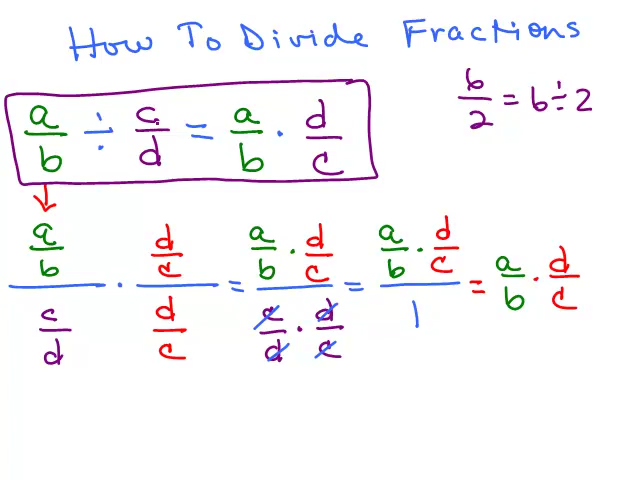 How To Divide Fractions
a/b ÷ c/d = a/b · d/c
6/2 = 6 ÷ 2
(a/b)/(c/d) · (d/c)/(d/c) = (a/b · d/c)/(c/d · d/c) = (a/b · d/c)/1 = a/b · d/c